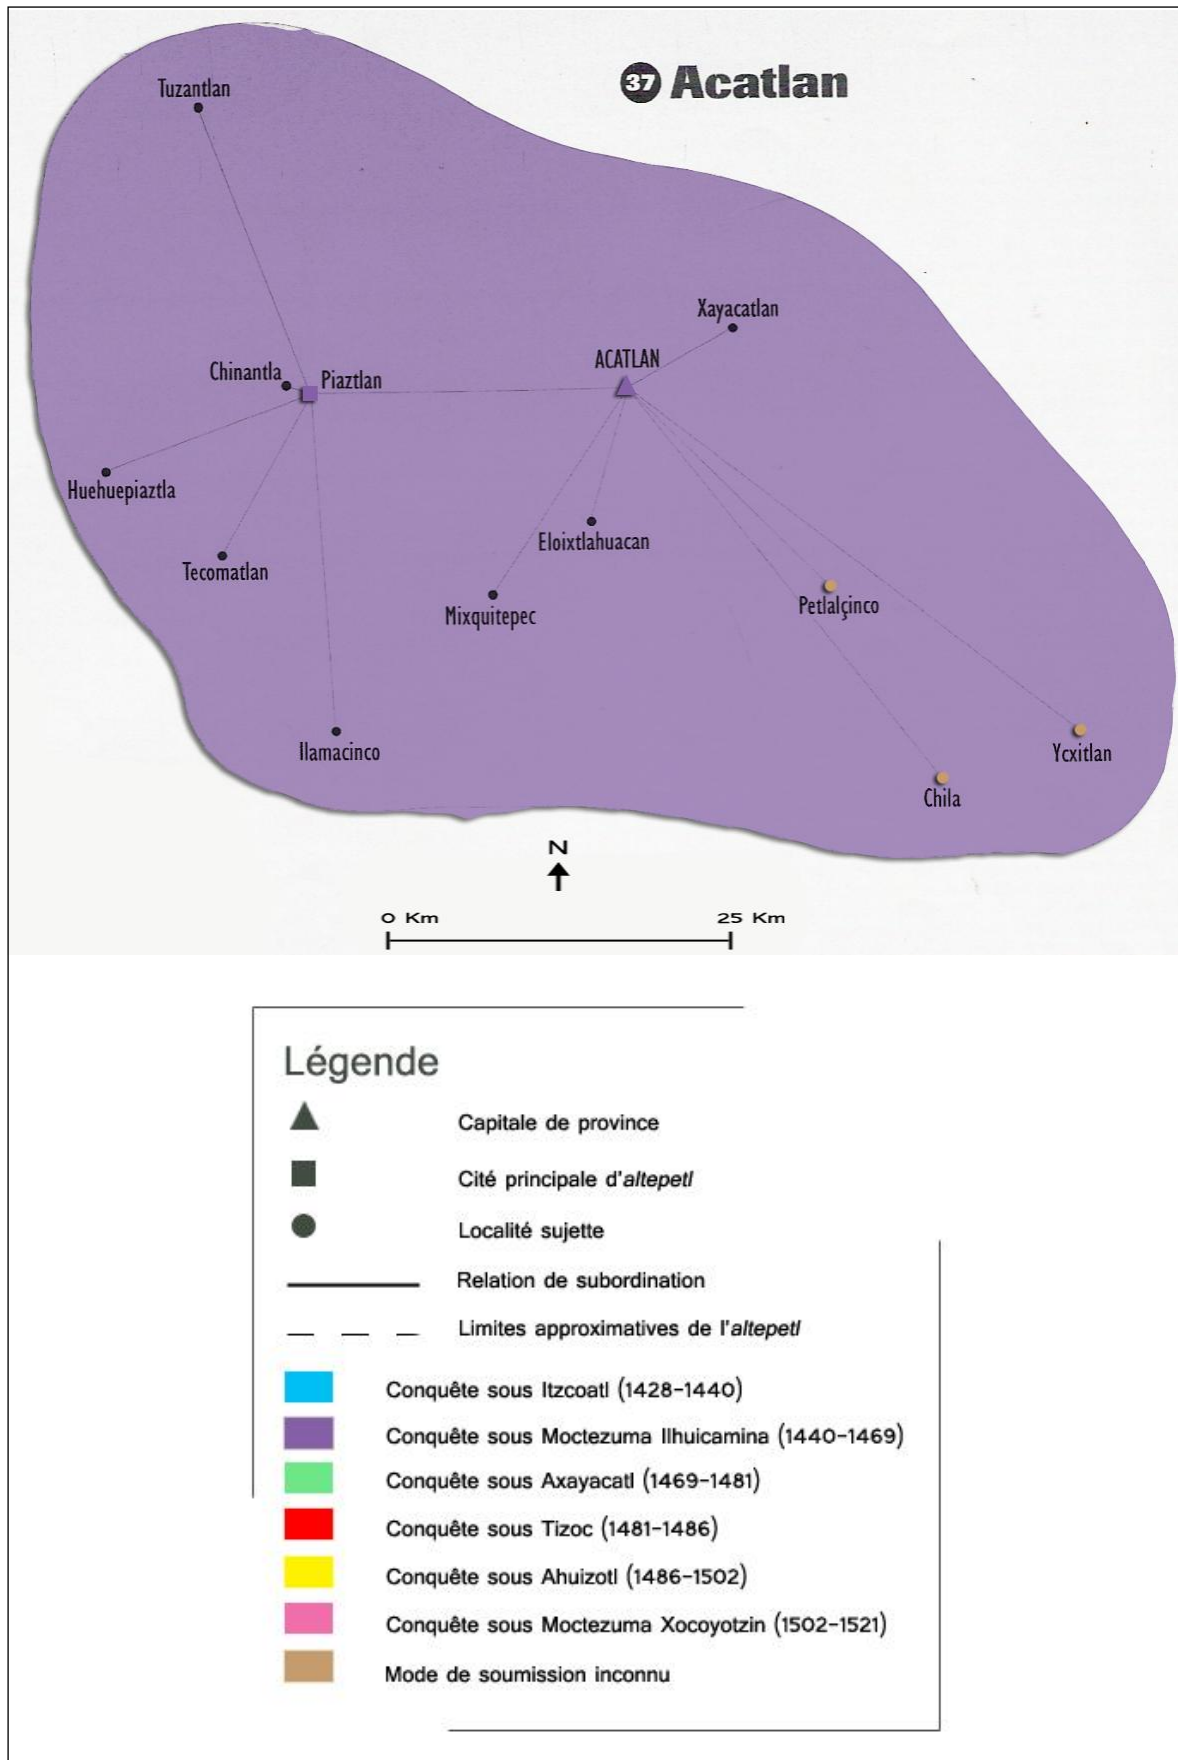 37 Acatlan
Tuzantlan
Xayacatlan
ACATLAN
Chinantla
Piaztlan
Huehuepiaztla
Eloixtlahuacan
Tecomatlan
Petlalçinco
Mixquitepec
Ilamacinco
Ycxitlan
Chila
N
0 Km 25 Km
Légende
Capitale de province
Cité principale d'altepetl
Localité sujette
Relation de subordination
Limites approximatives de l'altepetl
Conquête sous Itzcoatl (1428-1440)
Conquête sous Moctezuma Ilhuicamina (1440-1469)
Conquête sous Axayacatl (1469-1481)
Conquête sous Tizoc (1481-1486)
Conquête sous Ahuizotl (1486-1502)
Conquête sous Moctezuma Xocoyotzin (1502-1521)
Mode de soumission inconnu